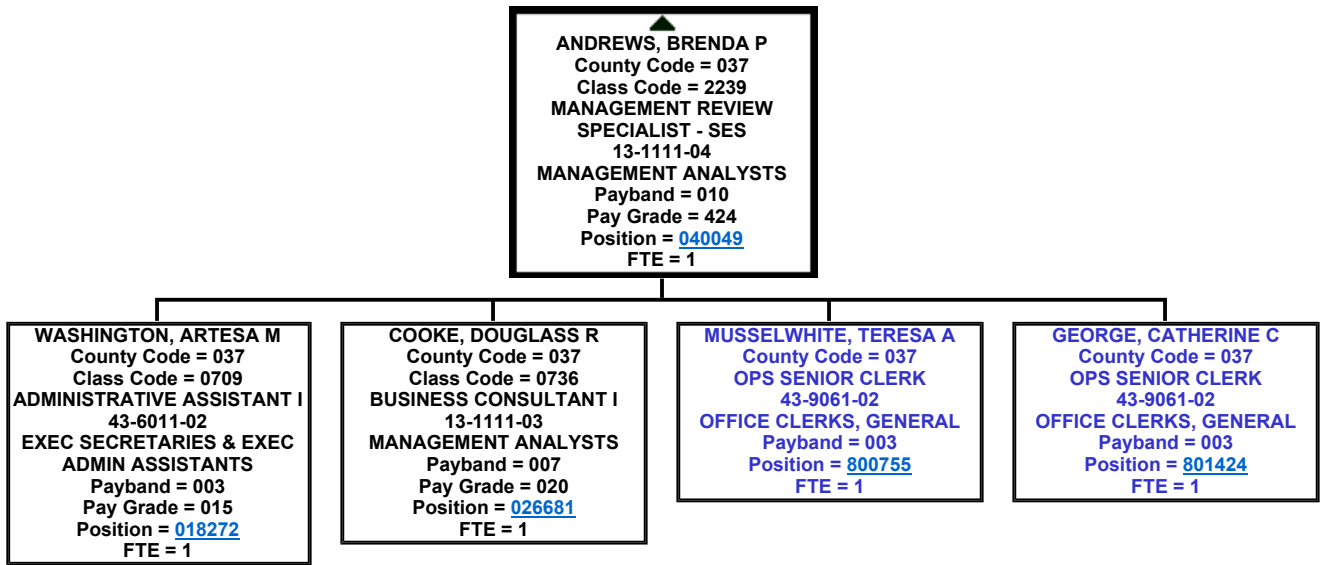 ANDREWS, BRENDA P
County Code = 037
Class Code = 2239
MANAGEMENT REVIEW
SPECIALIST - SES
13-1111-04
MANAGEMENT ANALYSTS
Payband = 010
Pay Grade = 424
Position = 040049
FTE = 1
WASHINGTON, ARTESA M
County Code = 037
Class Code = 0709
ADMINISTRATIVE ASSISTANT I
43-6011-02
EXEC SECRETARIES & EXEC
ADMIN ASSISTANTS
Payband = 003
Pay Grade = 015
Position = 018272
FTE = 1
COOKE, DOUGLASS R
County Code = 037
Class Code = 0736
BUSINESS CONSULTANT I
13-1111-03
MANAGEMENT ANALYSTS
Payband = 007
Pay Grade = 020
Position = 026681
FTE = 1
MUSSELWHITE, TERESA A
County Code = 037
OPS SENIOR CLERK
43-9061-02
OFFICE CLERKS, GENERAL
Payband = 003
Position = 800755
FTE = 1
GEORGE, CATHERINE C
County Code = 037
OPS SENIOR CLERK
43-9061-02
OFFICE CLERKS, GENERAL
Payband = 003
Position = 801424
FTE = 1